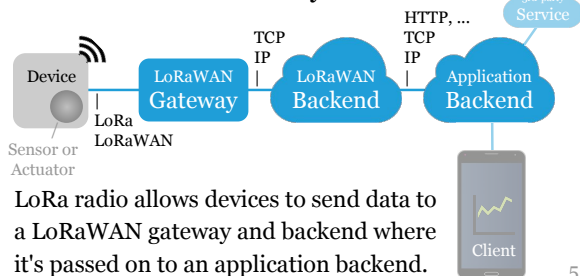 Service
HTTP, ...
TCP
IP
|
TCP
IP
|
Device
LoRaWAN
Gateway
LoRaWAN
Backend
Application
Backend
|
LoRa
LoRaWAN
Sensor or
Actuator
Client
LoRa radio allows devices to send data to
a LoRaWAN gateway and backend where
it's passed on to an application backend.
5